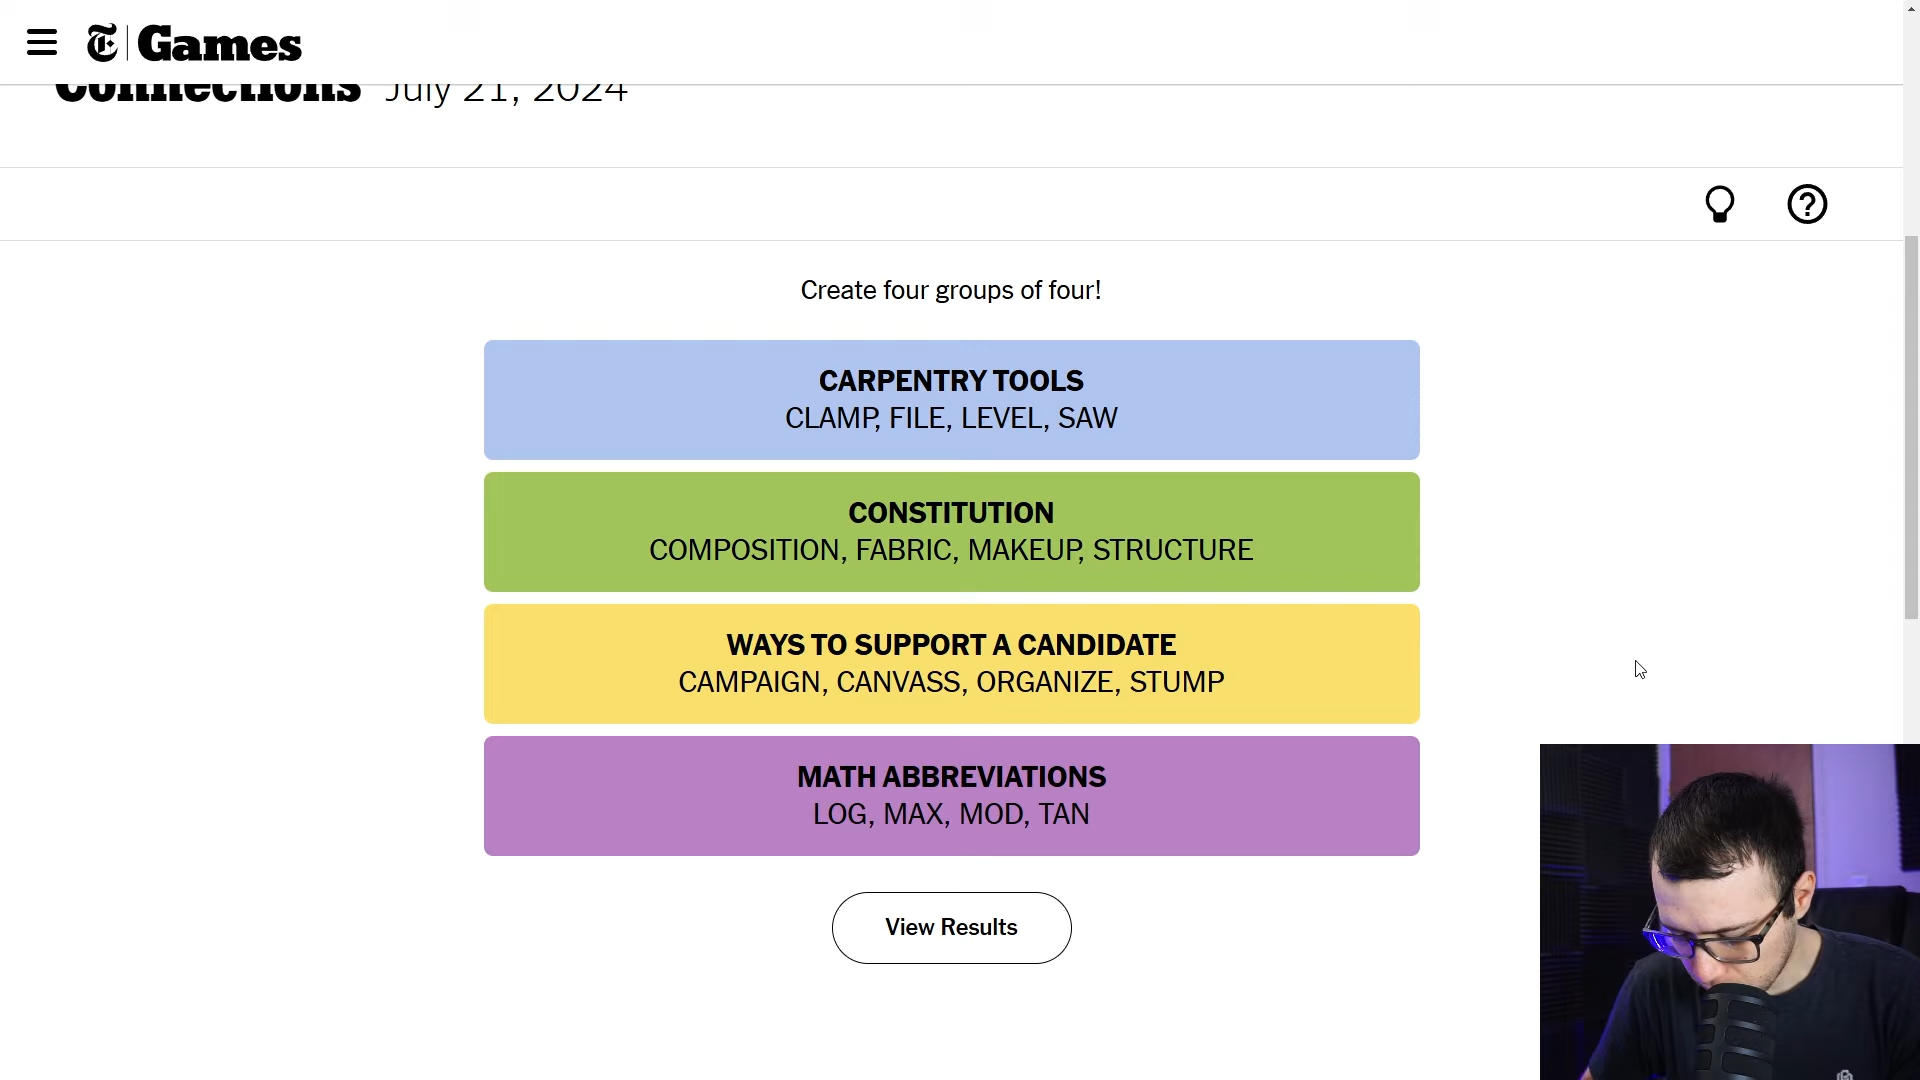 Games
Connections July 21, 2024
Create four groups of four!
CARPENTRY TOOLS
CLAMP, FILE, LEVEL, SAW
CONSTITUTION
COMPOSITION, FABRIC, MAKEUP, STRUCTURE
WAYS TO SUPPORT A CANDIDATE
CAMPAIGN, CANVASS, ORGANIZE, STUMP
MATH ABBREVIATIONS
LOG, MAX, MOD, TAN
View Results